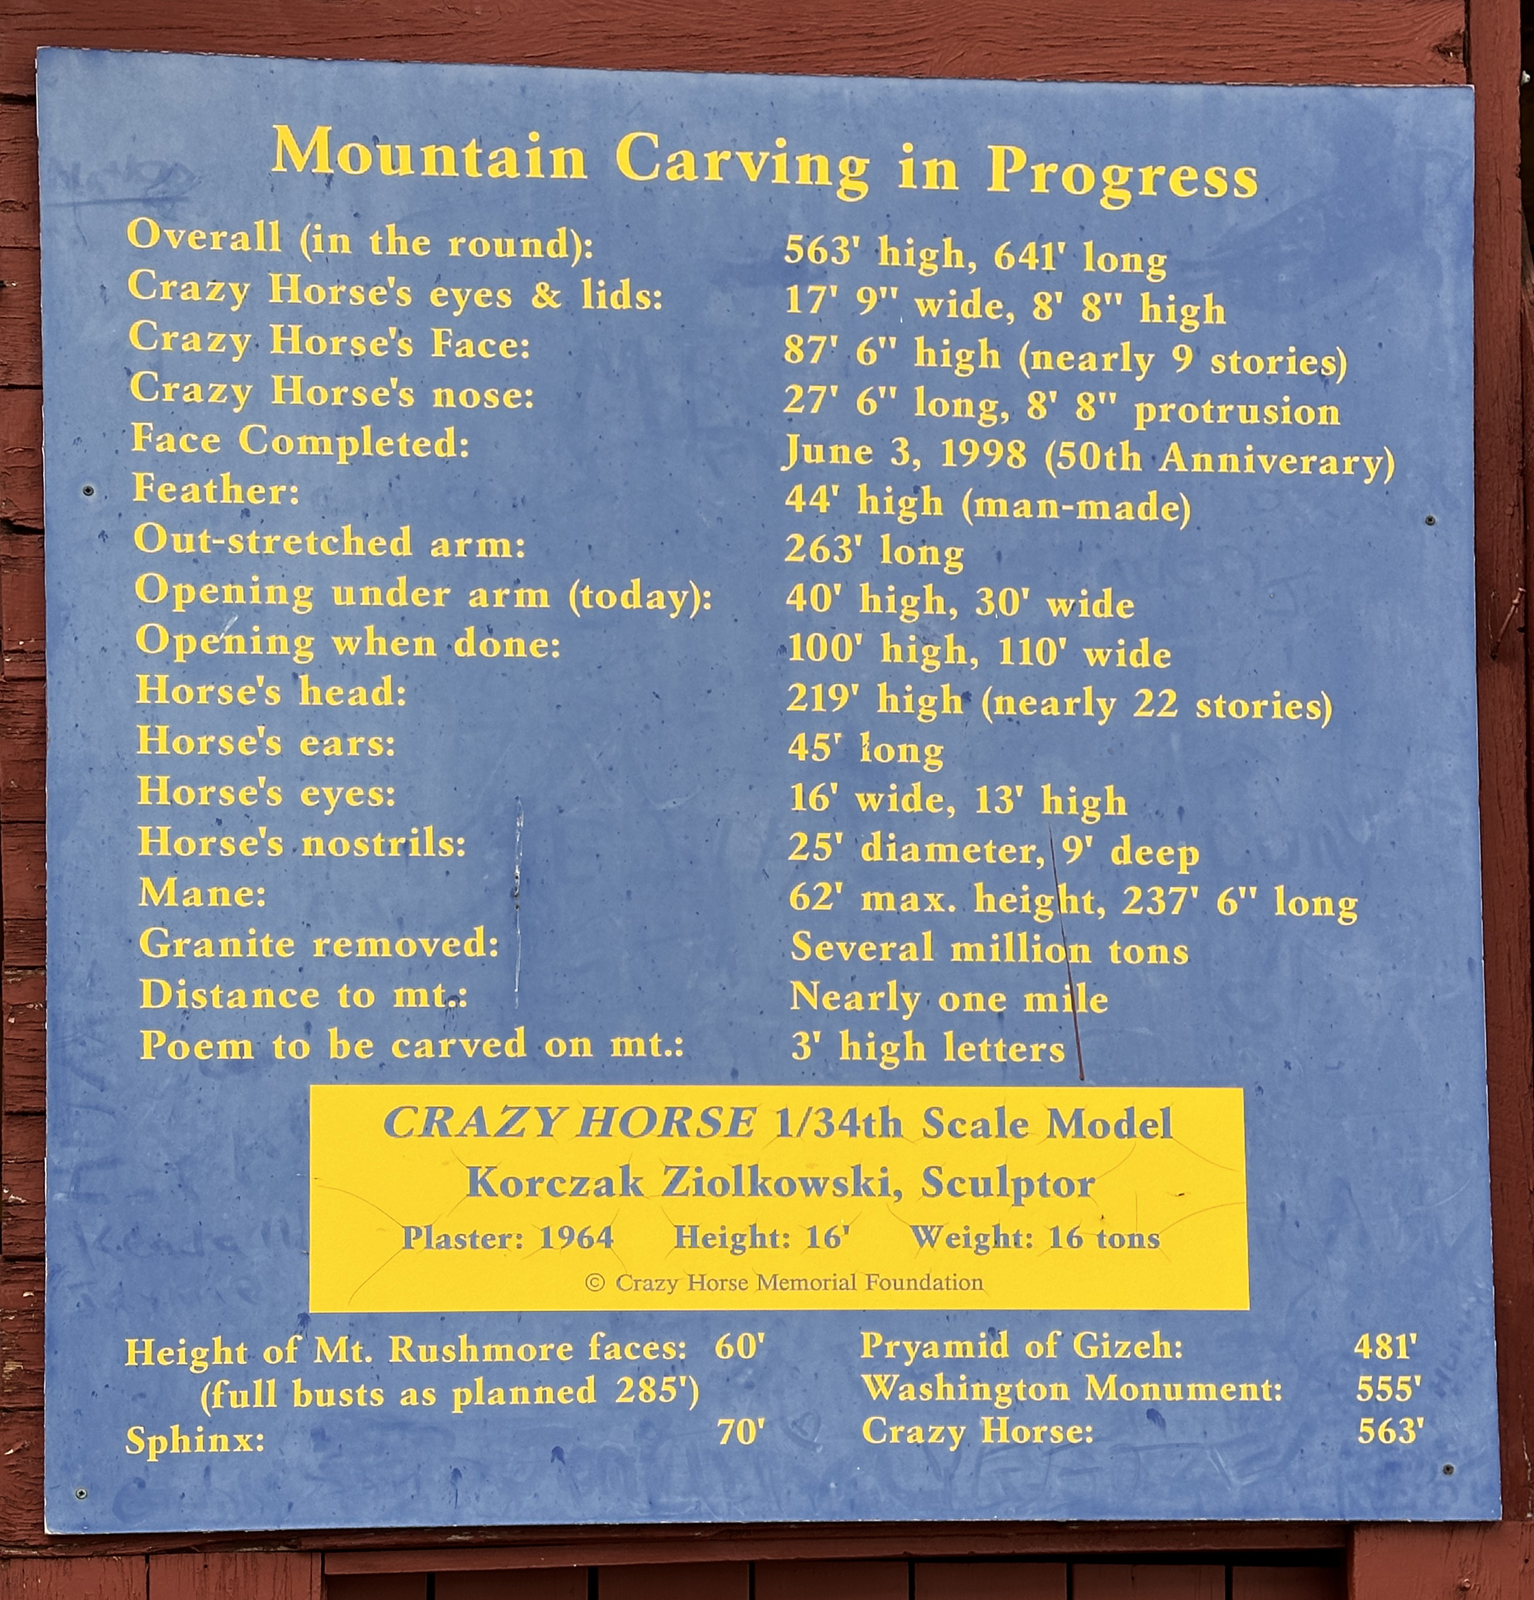 Mountain Carving in Progress
Overall (in the round): 563' high, 641' long
Crazy Horse's eyes & lids: 17' 9" wide, 8' 8" high
Crazy Horse's Face: 87' 6" high (nearly 9 stories)
Crazy Horse's nose: 27' 6" long, 8' 8" protrusion
Face Completed: June 3, 1998 (50th Anniverary)
Feather: 44' high (man-made)
Out-stretched arm: 263' long
Opening under arm (today): 40' high, 30' wide
Opening when done: 100' high, 110' wide
Horse's head: 219' high (nearly 22 stories)
Horse's ears: 45' long
Horse's eyes: 16' wide, 13' high
Horse's nostrils: 25' diameter, 9' deep
Mane: 62' max. height, 237' 6" long
Granite removed: Several million tons
Distance to mt.: Nearly one mile
Poem to be carved on mt.: 3' high letters
CRAZY HORSE 1/34th Scale Model
Korczak Ziolkowski, Sculptor
Plaster: 1964 Height: 16' Weight: 16 tons
© Crazy Horse Memorial Foundation
Height of Mt. Rushmore faces: 60' Pryamid of Gizeh: 481'
(full busts as planned 285') Washington Monument: 555'
Sphinx: 70' Crazy Horse: 563'